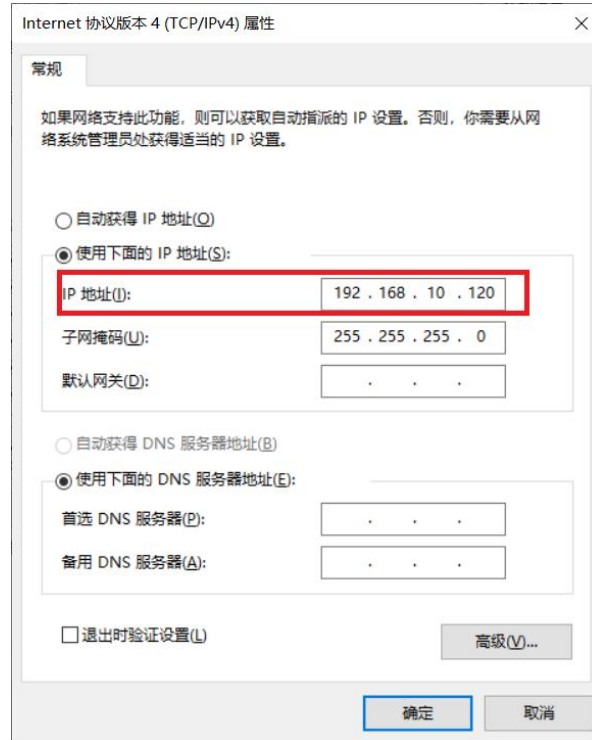 Internet 协议版本 4 (TCP/IPv4) 属性
常规
如果网络支持此功能，则可以获取自动指派的 IP 设置。否则，你需要从网
络系统管理员处获得适当的 IP 设置。
自动获得 IP 地址(O)
使用下面的 IP 地址(S):
IP 地址(I): 192 . 168 . 10 . 120
子网掩码(U): 255 . 255 . 255 . 0
默认网关(D): . . .
自动获得 DNS 服务器地址(B)
使用下面的 DNS 服务器地址(E):
首选 DNS 服务器(P): . . .
备用 DNS 服务器(A): . . .
退出时验证设置(L)
高级(V)...
确定 取消